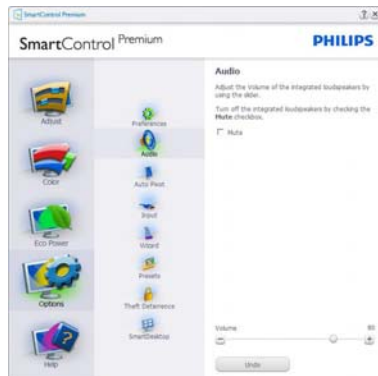 SmartControl Premium
SmartControl Premium
PHILIPS
Adjust
Color
Eco Power
Options
Help
Preferences
Audio
Auto Pivot
Input
Wizard
Presets
Theft Deterrence
SmartDesktop
Audio
Adjust the Volume of the integrated loudspeakers by
using the slider.
Turn off the integrated loudspeakers by checking the
Mute checkbox.
Mute
Volume
80
Undo